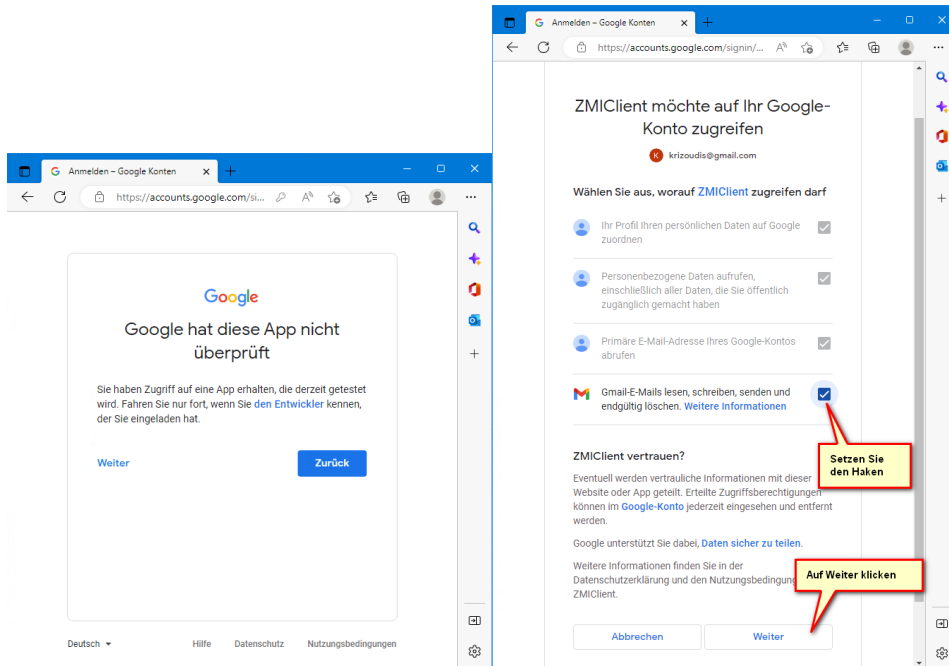 Anmelden – Google Konten
https://accounts.google.com/si...
Google
Google hat diese App nicht
überprüft
Sie haben Zugriff auf eine App erhalten, die derzeit getestet
wird. Fahren Sie nur fort, wenn Sie den Entwickler kennen,
der Sie eingeladen hat.
Weiter
Zurück
Deutsch
Hilfe
Datenschutz
Nutzungsbedingungen
Anmelden – Google Konten
https://accounts.google.com/signin/...
ZMIClient möchte auf Ihr Google-
Konto zugreifen
K krizoudis@gmail.com
Wählen Sie aus, worauf ZMIClient zugreifen darf
Ihr Profil Ihren persönlichen Daten auf Google
zuordnen
Personenbezogene Daten aufrufen,
einschließlich aller Daten, die Sie öffentlich
zugänglich gemacht haben
Primäre E-Mail-Adresse Ihres Google-Kontos
abrufen
Gmail-E-Mails lesen, schreiben, senden und
endgültig löschen. Weitere Informationen
Setzen Sie
den Haken
ZMIClient vertrauen?
Eventuell werden vertrauliche Informationen mit dieser
Website oder App geteilt. Erteilte Zugriffsberechtigungen
können im Google-Konto jederzeit eingesehen und entfernt
werden.
Google unterstützt Sie dabei, Daten sicher zu teilen.
Weitere Informationen finden Sie in der
Datenschutzerklärung und den Nutzungsbedingung
ZMIClient.
Auf Weiter klicken
Abbrechen
Weiter